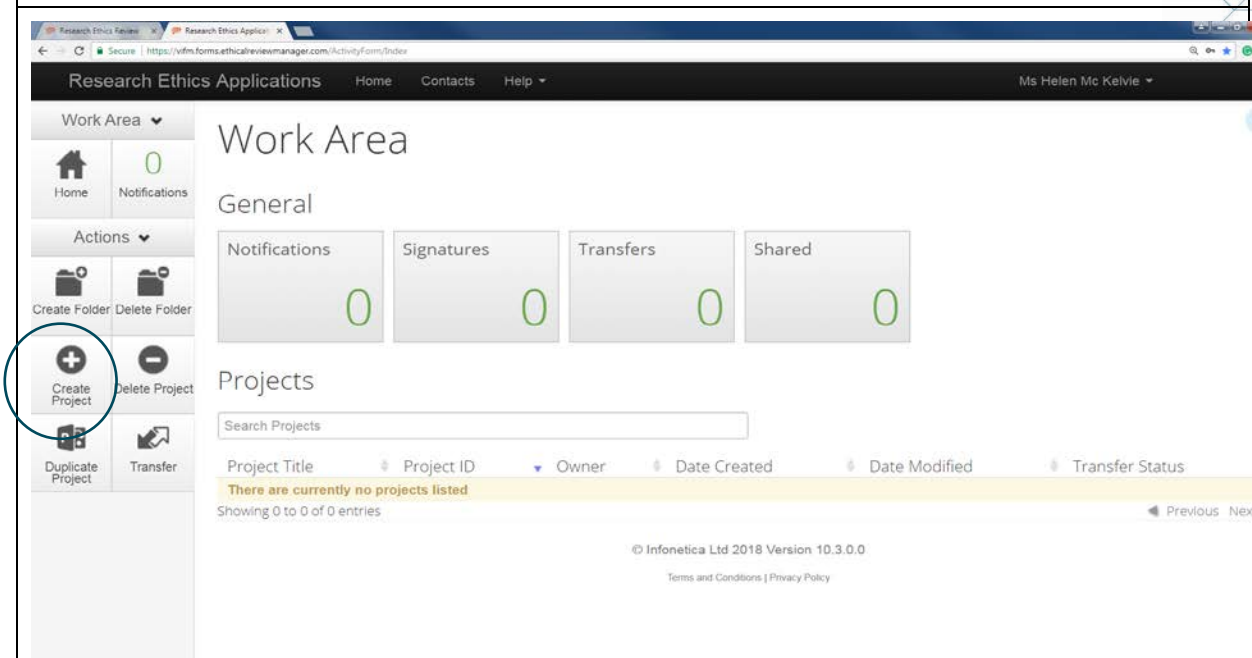 Research Ethics Review
Research Ethics Applicati
Secure | https://vifm.forms.ethicalreviewmanager.com/ActivityForm/Index
Research Ethics Applications Home Contacts Help
Ms Helen Mc Kelvie
Work Area
Home
0
Notifications
Actions
Create Folder
Delete Folder
Create
Project
Delete Project
Duplicate
Project
Transfer
Work Area
General
Notifications
0
Signatures
0
Transfers
0
Shared
0
Projects
Search Projects
Project Title Project ID Owner Date Created Date Modified Transfer Status
There are currently no projects listed
Showing 0 to 0 of 0 entries
Previous Nex
© Infonetica Ltd 2018 Version 10.3.0.0
Terms and Conditions | Privacy Policy